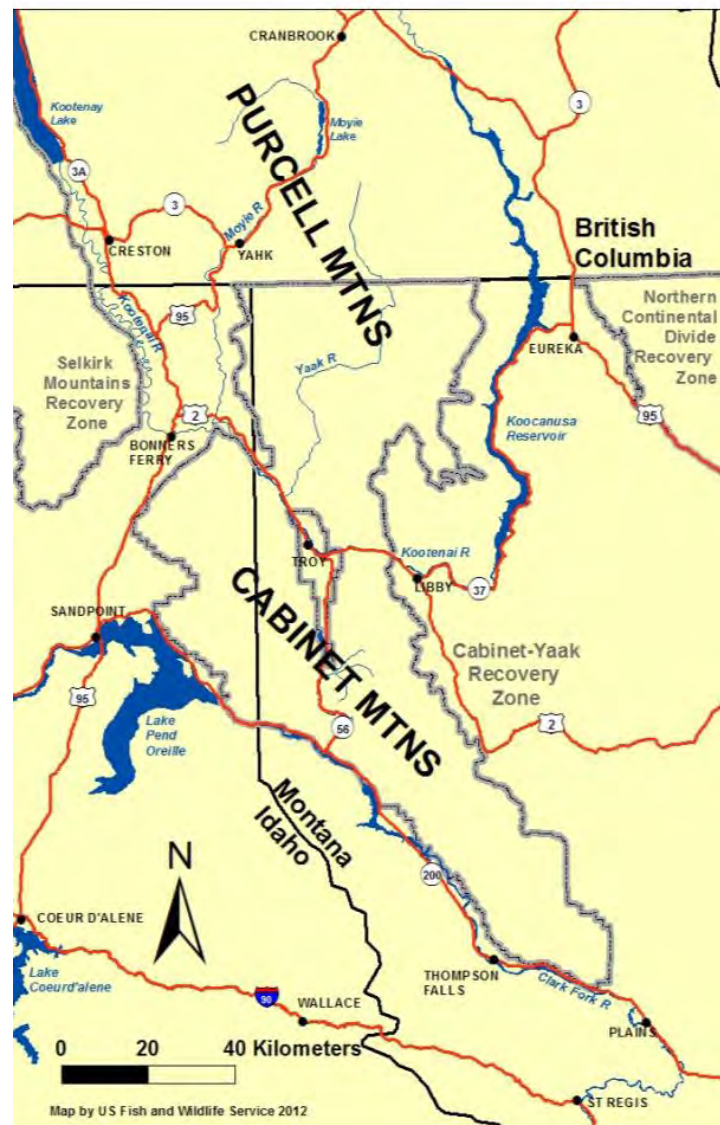 CRANBROOK
Kootenay
Lake
PURCELL MTNS
Moyie
Lake
3
3A
3
Moyie R
British
Columbia
CRESTON
YAHK
Kootenai R
95
Northern
Continental
Divide
Recovery
Zone
EUREKA
Selkirk
Mountains
Recovery
Zone
Yaak R
2
95
Koocanusa
Reservoir
BONNERS
FERRY
TROY
Kootenai R
LIBBY
37
CABINET MTNS
SANDPOINT
Cabinet-Yaak
Recovery
Zone
95
Lake
Pend
Oreille
56
2
Montana
Idaho
N
200
COEUR D'ALENE
THOMPSON
FALLS
Clark Fork R
Lake
Coeurd'alene
90
WALLACE
PLAINS
0 20 40 Kilometers
ST REGIS
Map by US Fish and Wildlife Service 2012